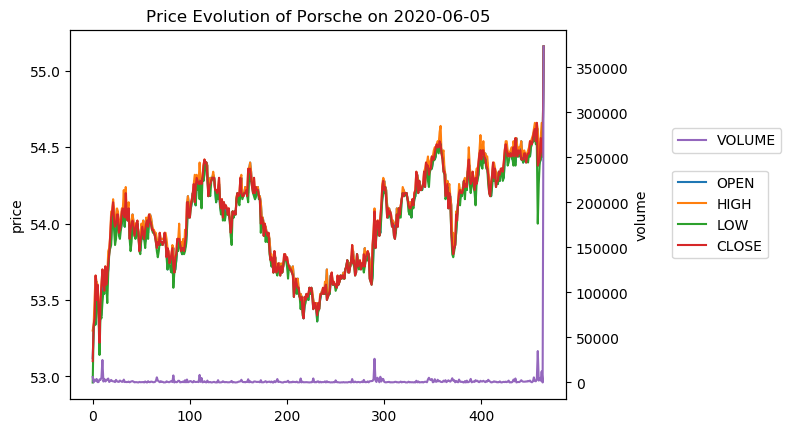 Price Evolution of Porsche on 2020-06-05
price
55.0
54.5
54.0
53.5
53.0
0
100
200
300
400
volume
350000
300000
250000
200000
150000
100000
50000
0
VOLUME
OPEN
HIGH
LOW
CLOSE